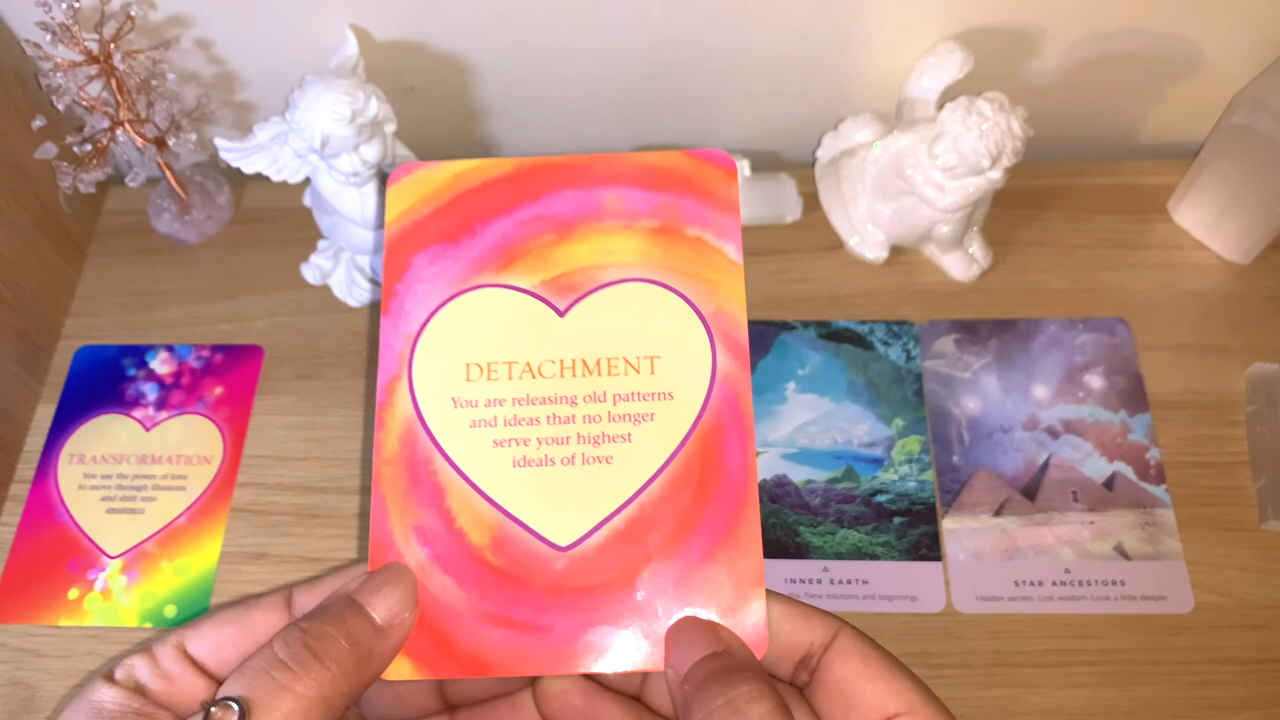 DETACHMENT
You are releasing old patterns
and ideas that no longer
serve your highest
ideals of love
TRANSFORMATION
You use the power of love
to move through illusions
and shift into
awareness
INNER EARTH
this. New solutions and beginnings.
STAR ANCESTORS
Hidden secrets. Lost wisdom. Look a little deeper.